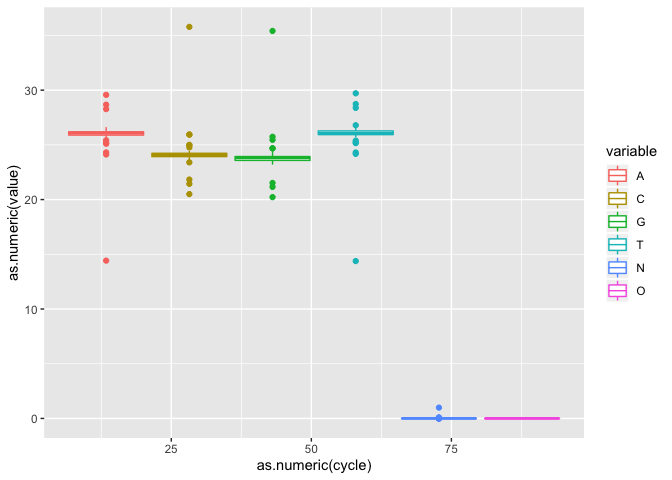 30
20
10
0
as.numeric(value)
25
50
75
as.numeric(cycle)
variable
A
C
G
T
N
O